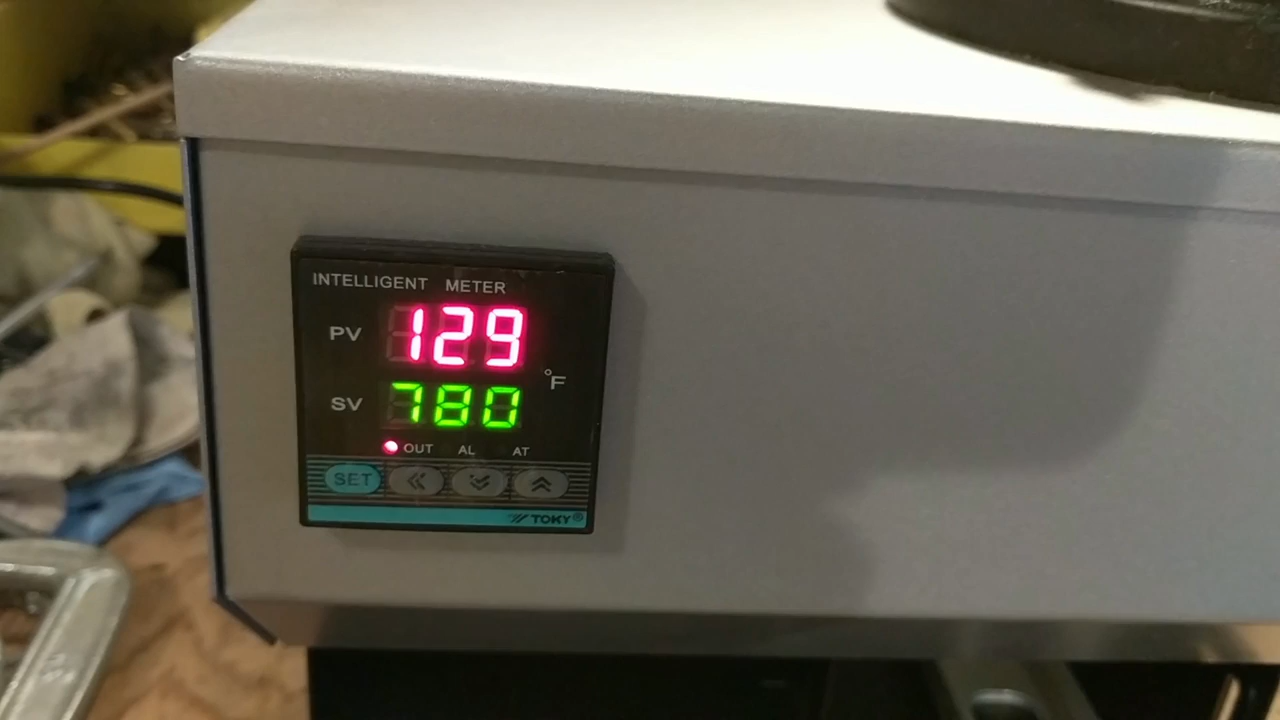 INTELLIGENT METER
PV 129
°F
SV 780
OUT AL AT
SET
TOKY®